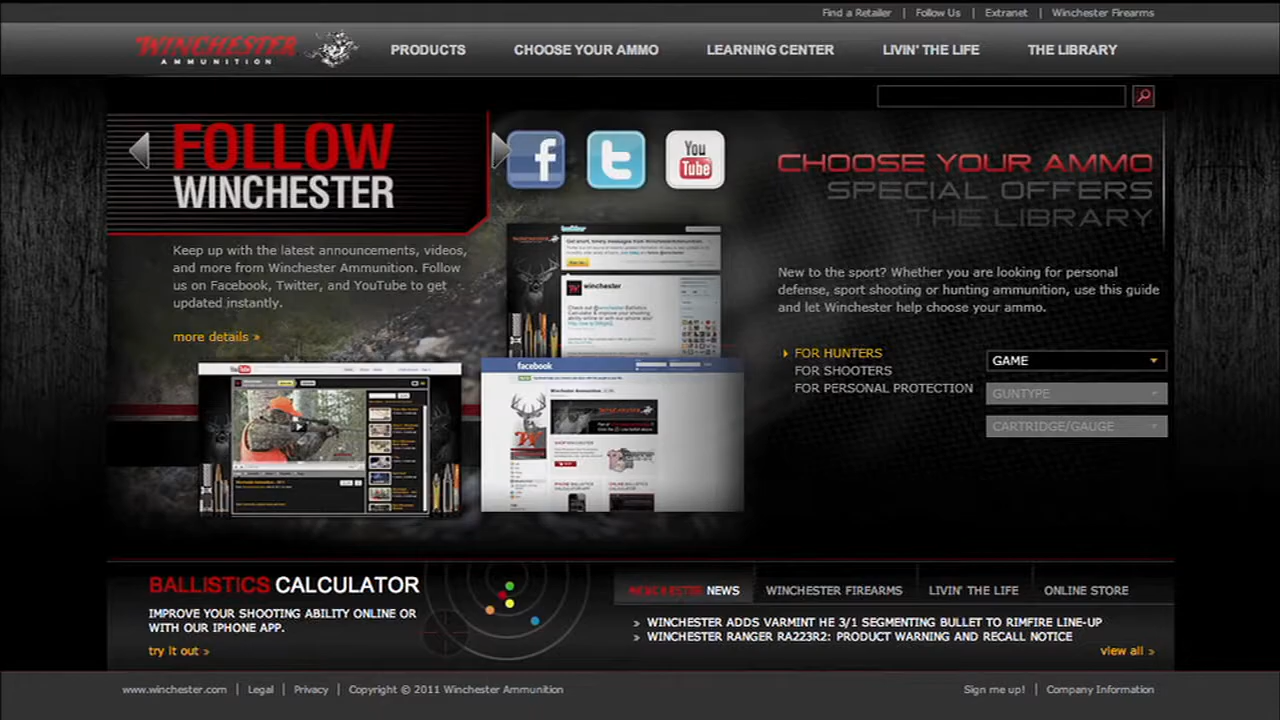 Find a Retailer | Follow Us | Extranet | Winchester Firearms
WINCHESTER
AMMUNITION
PRODUCTS CHOOSE YOUR AMMO LEARNING CENTER LIVIN' THE LIFE THE LIBRARY
FOLLOW
WINCHESTER
f t You Tube
Keep up with the latest announcements, videos,
and more from Winchester Ammunition. Follow
us on Facebook, Twitter, and YouTube to get
updated instantly.
more details »
twitter
winchester
YouTube
facebook
CHOOSE YOUR AMMO
SPECIAL OFFERS
THE LIBRARY
New to the sport? Whether you are looking for personal
defense, sport shooting or hunting ammunition, use this guide
and let Winchester help choose your ammo.
FOR HUNTERS
FOR SHOOTERS
FOR PERSONAL PROTECTION
GAME
GUNTYPE
CARTRIDGE/GAUGE
BALLISTICS CALCULATOR
IMPROVE YOUR SHOOTING ABILITY ONLINE OR
WITH OUR IPHONE APP.
try it out »
WINCHESTER NEWS WINCHESTER FIREARMS LIVIN' THE LIFE ONLINE STORE
» WINCHESTER ADDS VARMINT HE 3/1 SEGMENTING BULLET TO RIMFIRE LINE-UP
» WINCHESTER RANGER RA223R2: PRODUCT WARNING AND RECALL NOTICE
view all »
www.winchester.com | Legal | Privacy | Copyright © 2011 Winchester Ammunition
Sign me up! | Company Information